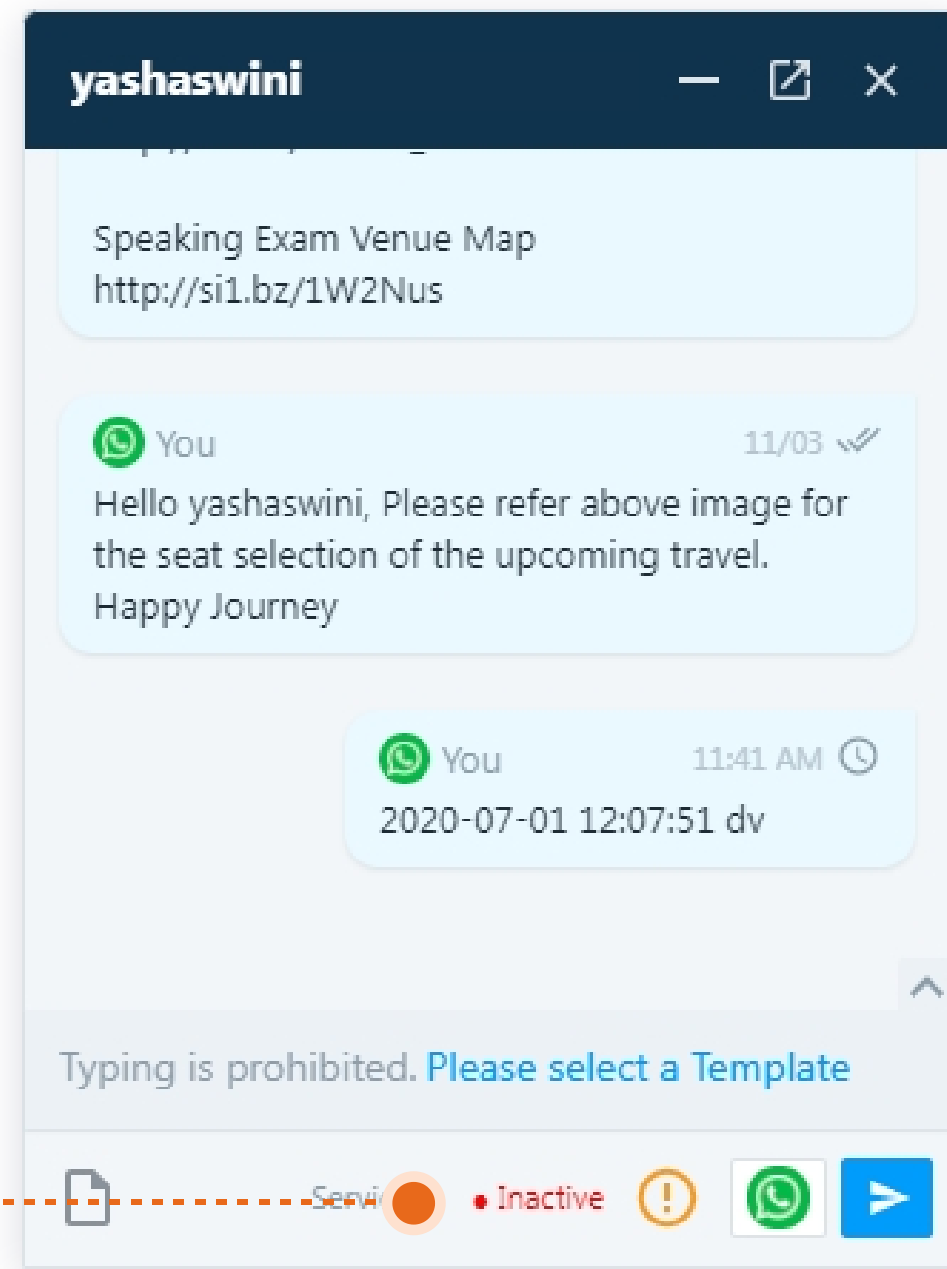 yashaswini
Speaking Exam Venue Map
http://si1.bz/1W2Nus
You 11/03
Hello yashaswini, Please refer above image for
the seat selection of the upcoming travel.
Happy Journey
You 11:41 AM
2020-07-01 12:07:51 dv
Typing is prohibited. Please select a Template
Inactive